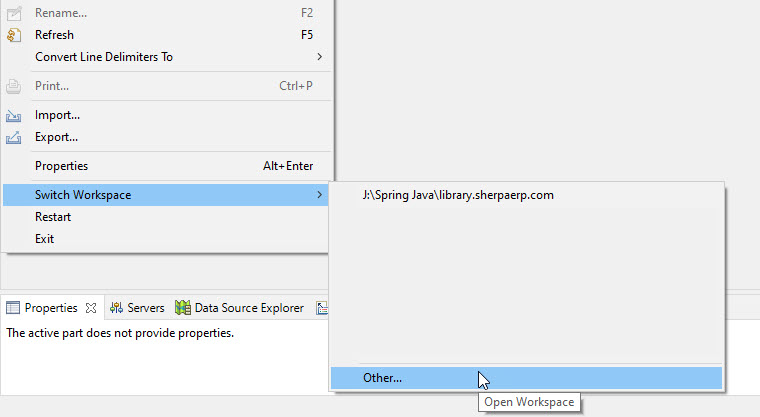 Rename... F2
Refresh F5
Convert Line Delimiters To
Print... Ctrl+P
Import...
Export...
Properties Alt+Enter
Switch Workspace
J:\Spring Java\library.sherpaerp.com
Restart
Exit
Properties Servers Data Source Explorer
The active part does not provide properties.
Other...
Open Workspace